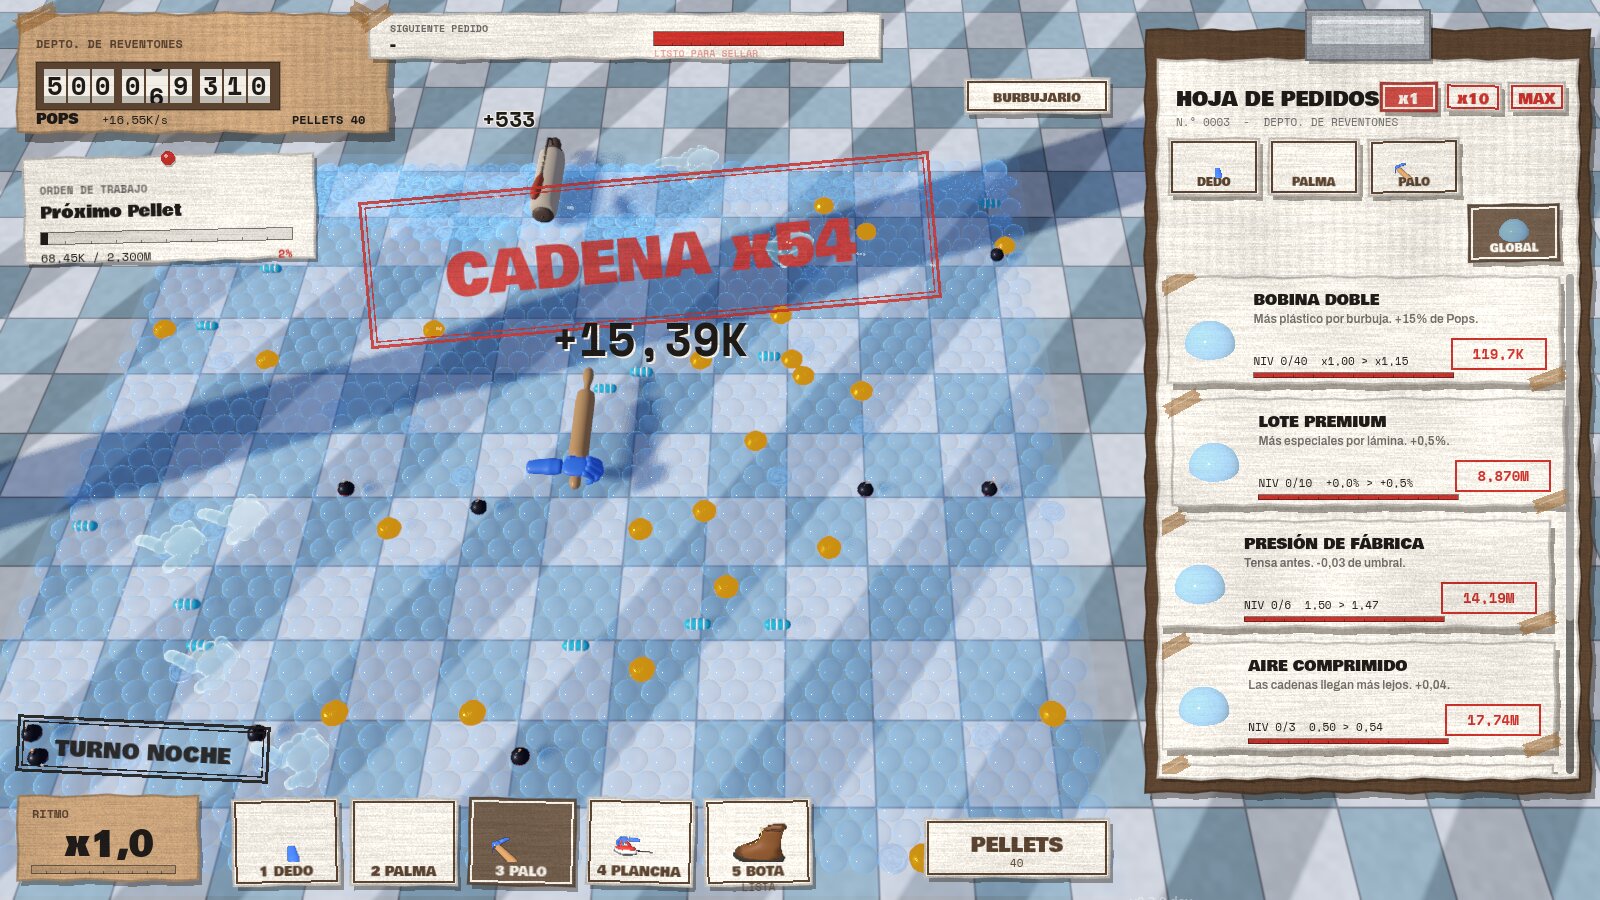 DEPTO. DE REVENTONES
500 0 6 9 310
POPS +16,55K/s PELLETS 40
SIGUIENTE PEDIDO
-
LISTO PARA SELLAR
BURBUJARIO
ORDEN DE TRABAJO
Próximo Pellet
2%
68,45K / 2,300M
+533
CADENA x54
+15,39K
TURNO NOCHE
RITMO
x1,0
1 DEDO
2 PALMA
3 PALO
4 PLANCHA
5 BOTA
LISTA
PELLETS
40
HOJA DE PEDIDOS x1 x10 MAX
N.° 0003 - DEPTO. DE REVENTONES
DEDO PALMA PALO
GLOBAL
BOBINA DOBLE
Más plástico por burbuja. +15% de Pops.
NIV 0/40 x1,00 > x1,15
119,7K
LOTE PREMIUM
Más especiales por lámina. +0,5%.
NIV 0/10 +0,0% > +0,5%
8,870M
PRESIÓN DE FÁBRICA
Tensa antes. -0,03 de umbral.
NIV 0/6 1,50 > 1,47
14,19M
AIRE COMPRIMIDO
Las cadenas llegan más lejos. +0,04.
NIV 0/3 0,50 > 0,54
17,74M